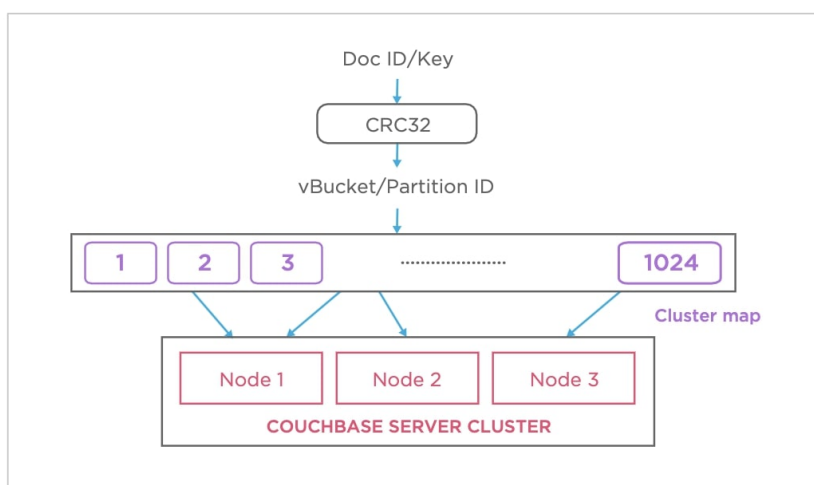 Doc ID/Key
CRC32
vBucket/Partition ID
1 2 3 ..................... 1024
Cluster map
Node 1 Node 2 Node 3
COUCHBASE SERVER CLUSTER